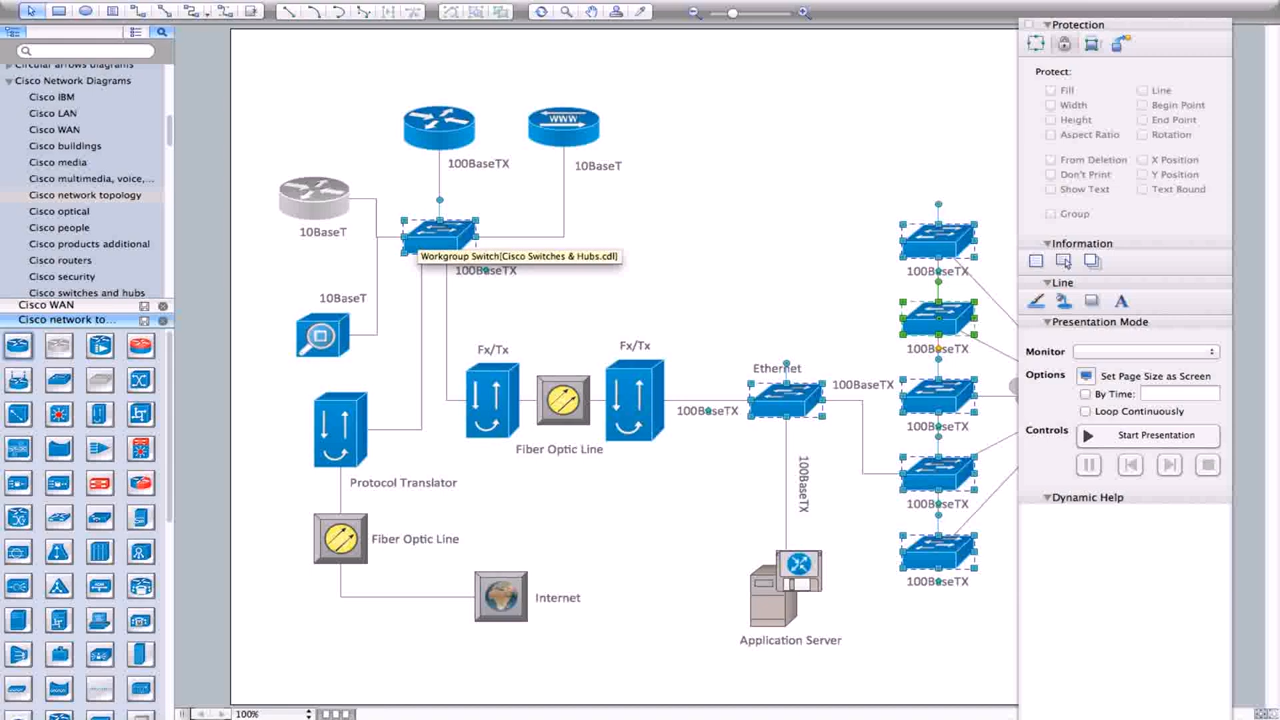 Circular arrows diagrams
Cisco Network Diagrams
Cisco IBM
Cisco LAN
Cisco WAN
Cisco buildings
Cisco media
Cisco multimedia, voice,...
Cisco network topology
Cisco optical
Cisco people
Cisco products additional
Cisco routers
Cisco security
Cisco switches and hubs
Cisco WAN
Cisco network to...
100BaseTX
WWW
10BaseT
10BaseT
Workgroup Switch[Cisco Switches & Hubs.cdl]
100BaseTX
10BaseT
Fx/Tx
Fx/Tx
Fiber Optic Line
Protocol Translator
Fiber Optic Line
Internet
100BaseTX
Ethernet
100BaseTX
100BaseTX
Application Server
100BaseTX
100BaseTX
100BaseTX
100BaseTX
100BaseTX
100%
Protection
Protect:
Fill
Line
Width
Begin Point
Height
End Point
Aspect Ratio
Rotation
From Deletion
X Position
Don't Print
Y Position
Show Text
Text Bound
Group
Information
Line
A
Presentation Mode
Monitor
Options
Set Page Size as Screen
By Time:
Loop Continuously
Controls
Start Presentation
Dynamic Help